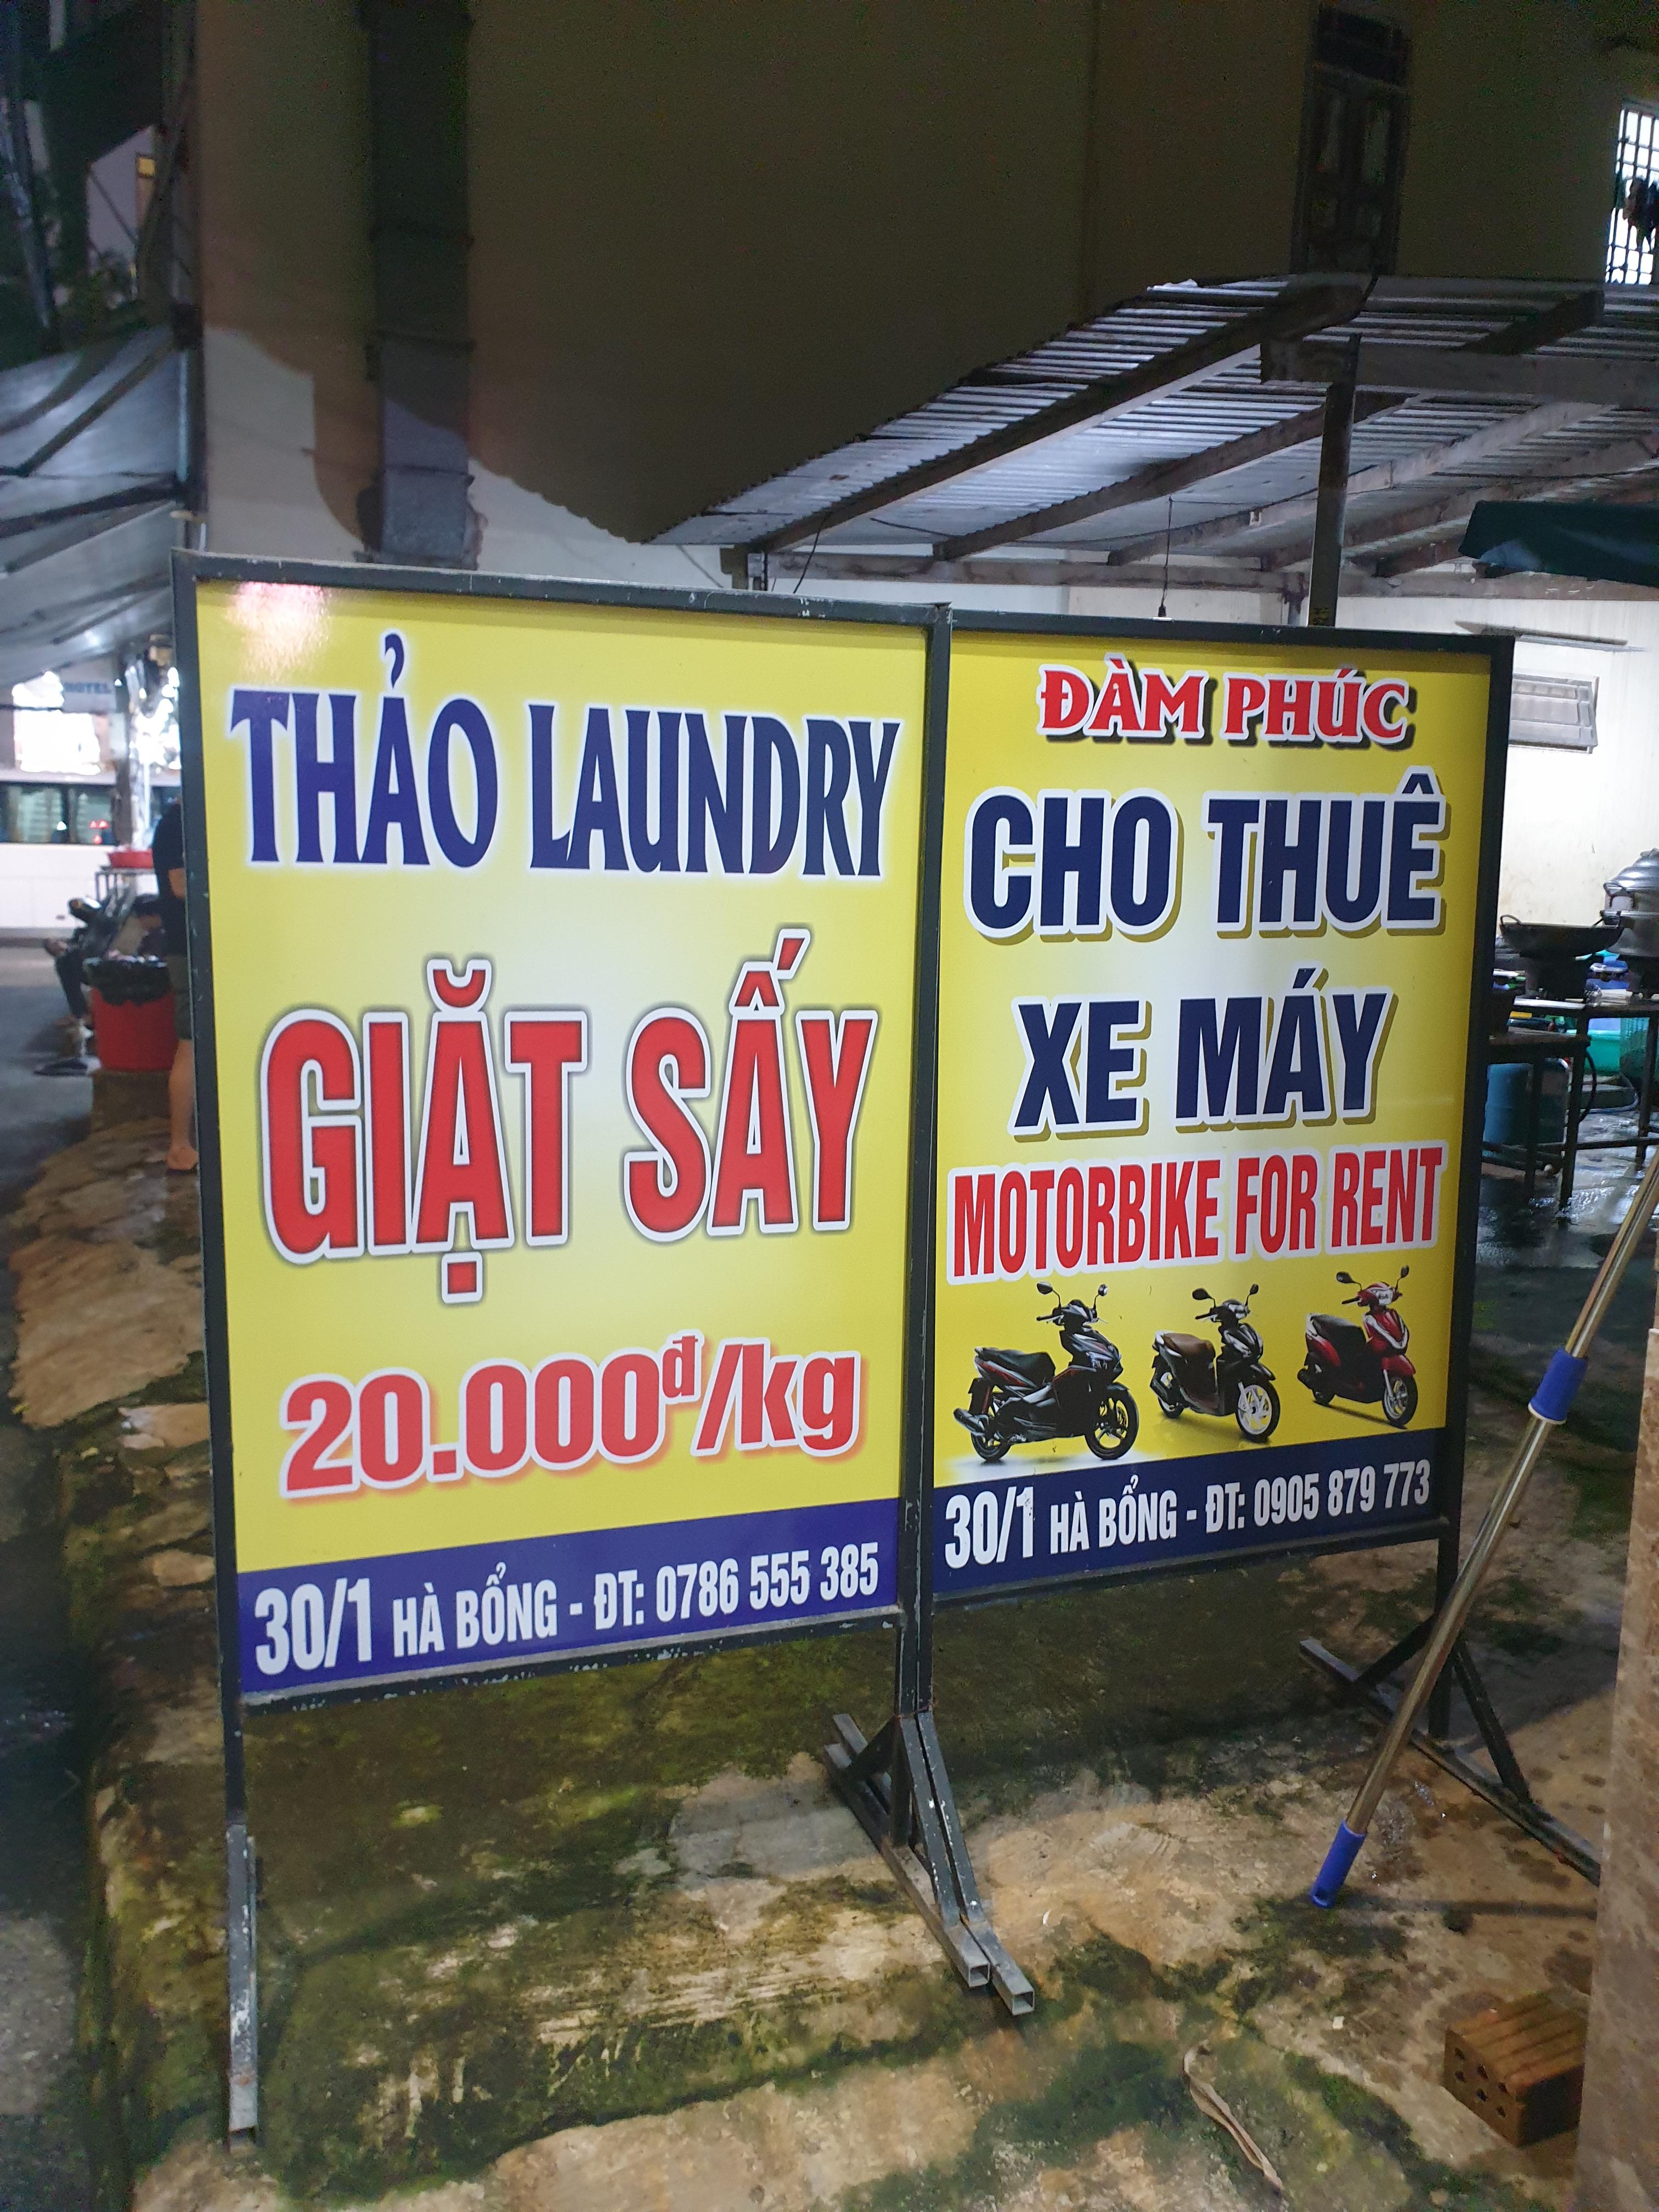 THẢO LAUNDRY
GIẶT SẤY
20.000đ/kg
30/1 HÀ BỔNG - ĐT: 0786 555 385
ĐÀM PHÚC
CHO THUÊ
XE MÁY
MOTORBIKE FOR RENT
30/1 HÀ BỔNG - ĐT: 0905 879 773